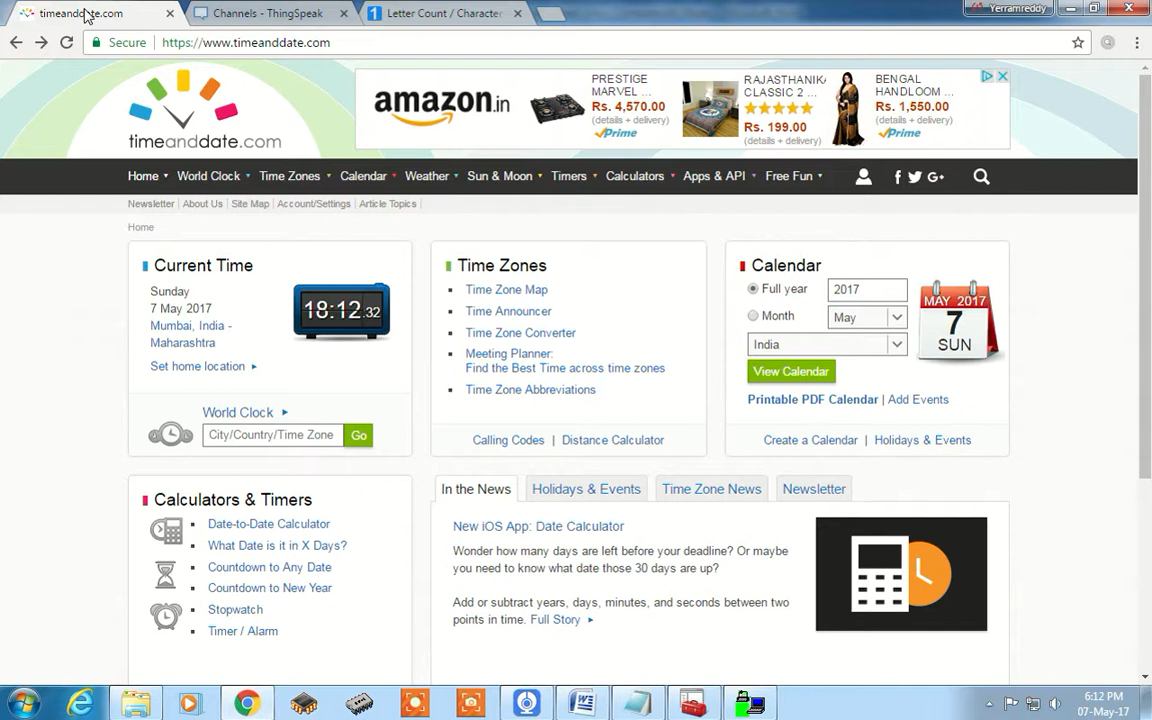 timeanddate.com
Channels - ThingSpeak
Letter Count / Character
Yerramreddy
Secure
https://www.timeanddate.com
timeanddate.com
amazon.in
PRESTIGE
MARVEL ...
Rs. 4,570.00
(details + delivery)
Prime
RAJASTHANIK
CLASSIC 2 ...
Rs. 199.00
(details + delivery)
BENGAL
HANDLOOM ...
Rs. 1,550.00
(details + delivery)
Prime
Home
World Clock
Time Zones
Calendar
Weather
Sun & Moon
Timers
Calculators
Apps & API
Free Fun
Newsletter
About Us
Site Map
Account/Settings
Article Topics
Home
Current Time
Sunday
7 May 2017
Mumbai, India -
Maharashtra
Set home location
18:12.32
World Clock
City/Country/Time Zone
Go
Time Zones
Time Zone Map
Time Announcer
Time Zone Converter
Meeting Planner:
Find the Best Time across time zones
Time Zone Abbreviations
Calling Codes | Distance Calculator
Calendar
Full year
2017
Month
May
India
View Calendar
MAY 2017
7
SUN
Printable PDF Calendar | Add Events
Create a Calendar | Holidays & Events
Calculators & Timers
Date-to-Date Calculator
What Date is it in X Days?
Countdown to Any Date
Countdown to New Year
Stopwatch
Timer / Alarm
In the News
Holidays & Events
Time Zone News
Newsletter
New iOS App: Date Calculator
Wonder how many days are left before your deadline? Or maybe
you need to know what date those 30 days are up?
Add or subtract years, days, minutes, and seconds between two
points in time. Full Story
6:12 PM
07-May-17